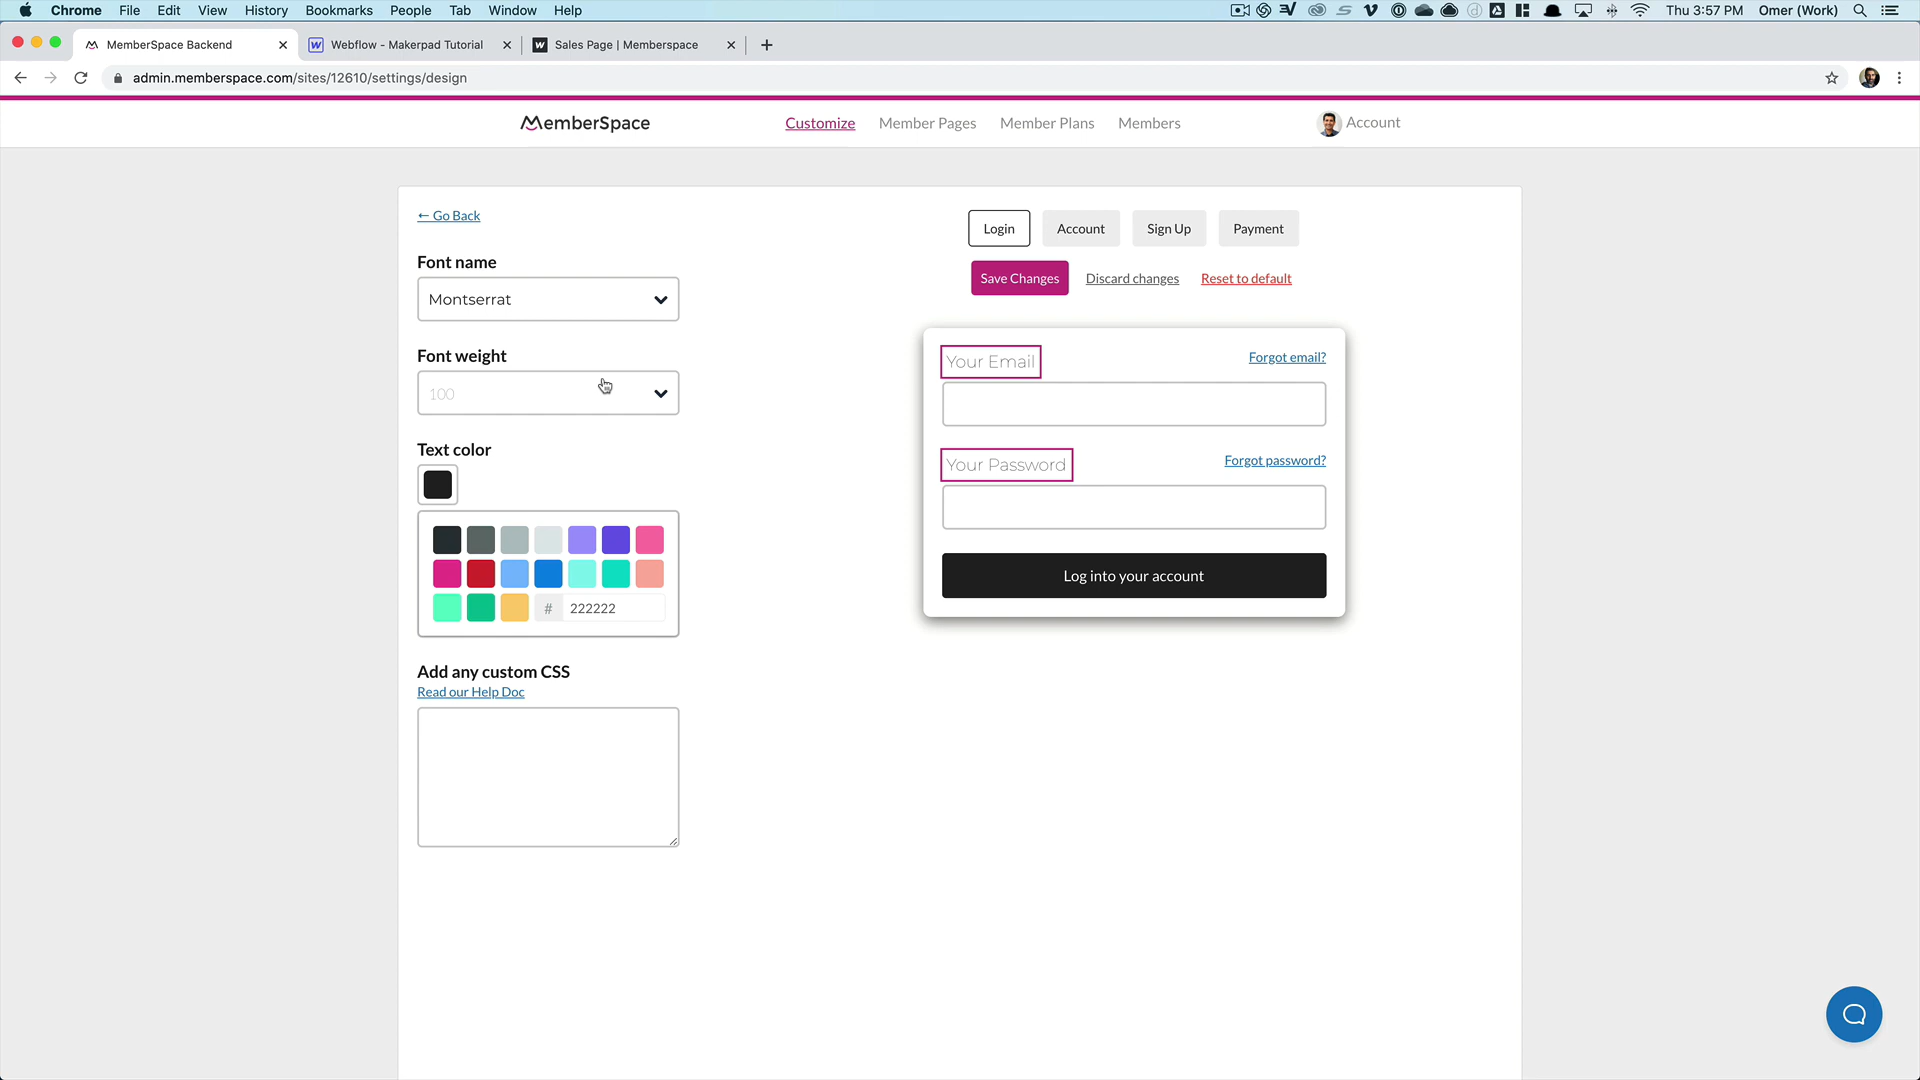 Chrome File Edit View History Bookmarks People Tab Window Help Thu 3:57 PM Omer (Work)
MemberSpace Backend Webflow - Makerpad Tutorial Sales Page | Memberspace
admin.memberspace.com/sites/12610/settings/design
MemberSpace Customize Member Pages Member Plans Members Account
← Go Back
Login Account Sign Up Payment
Save Changes Discard changes Reset to default
Font name
Montserrat
Font weight
100
Text color
# 222222
Add any custom CSS
Read our Help Doc
Your Email Forgot email?
Your Password Forgot password?
Log into your account